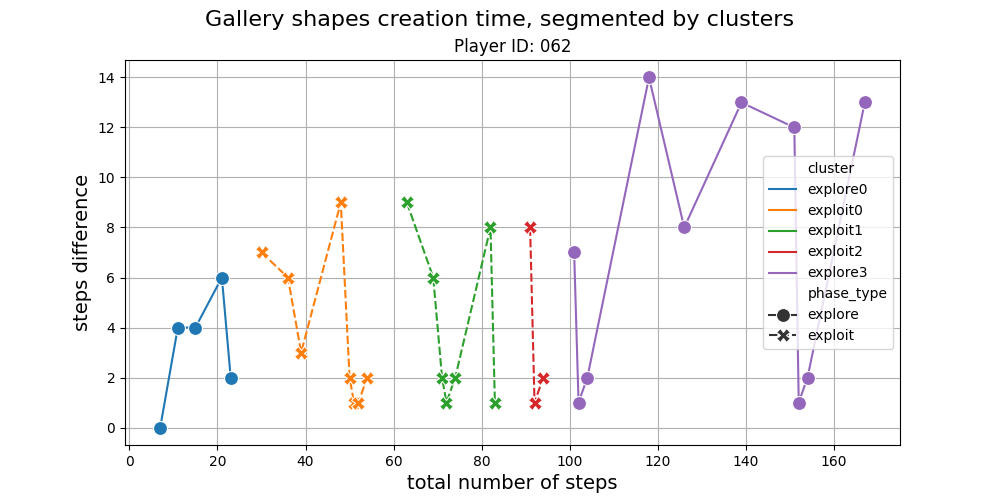 Gallery shapes creation time, segmented by clusters
Player ID: 062
steps difference
14
12
10
8
6
4
2
0
0 20 40 60 80 100 120 140 160
total number of steps
cluster
explore0
exploit0
exploit1
exploit2
explore3
phase_type
explore
exploit